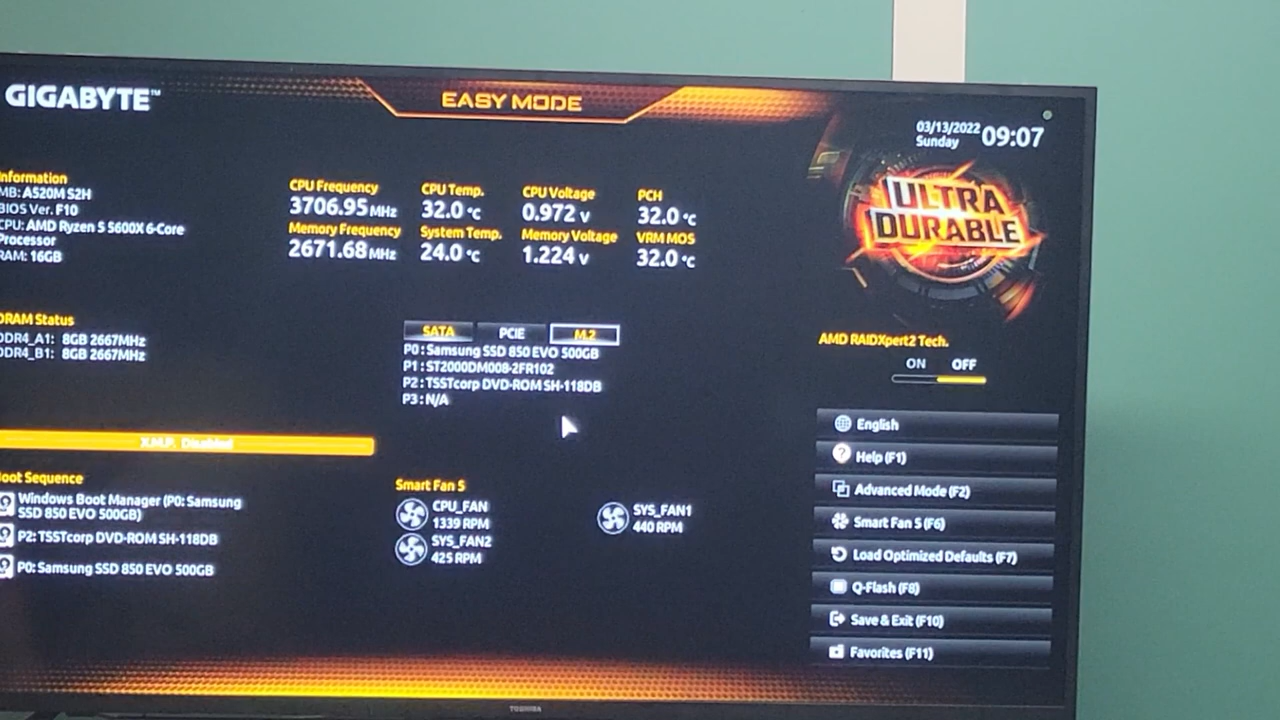 GIGABYTE™
EASY MODE
03/13/2022
Sunday
09:07
ULTRA
DURABLE
Information
MB: A520M S2H
BIOS Ver. F10
CPU: AMD Ryzen 5 5600X 6-Core
Processor
RAM: 16GB
CPU Frequency
3706.95 MHz
Memory Frequency
2671.68 MHz
CPU Temp.
32.0 °C
System Temp.
24.0 °C
CPU Voltage
0.972 V
Memory Voltage
1.224 V
PCH
32.0 °C
VRM MOS
32.0 °C
DRAM Status
DDR4_A1: 8GB 2667MHz
DDR4_B1: 8GB 2667MHz
SATA PCIE M.2
P0 : Samsung SSD 850 EVO 500GB
P1 : ST2000DM008-2FR102
P2 : TSSTcorp DVD-ROM SH-118DB
P3 : N/A
AMD RAIDXpert2 Tech.
ON OFF
X.M.P. Disabled
Boot Sequence
Windows Boot Manager (P0: Samsung
SSD 850 EVO 500GB)
P2: TSSTcorp DVD-ROM SH-118DB
P0: Samsung SSD 850 EVO 500GB
Smart Fan 5
CPU_FAN
1339 RPM
SYS_FAN1
440 RPM
SYS_FAN2
425 RPM
English
Help (F1)
Advanced Mode (F2)
Smart Fan 5 (F6)
Load Optimized Defaults (F7)
Q-Flash (F8)
Save & Exit (F10)
Favorites (F11)
TOSHIBA